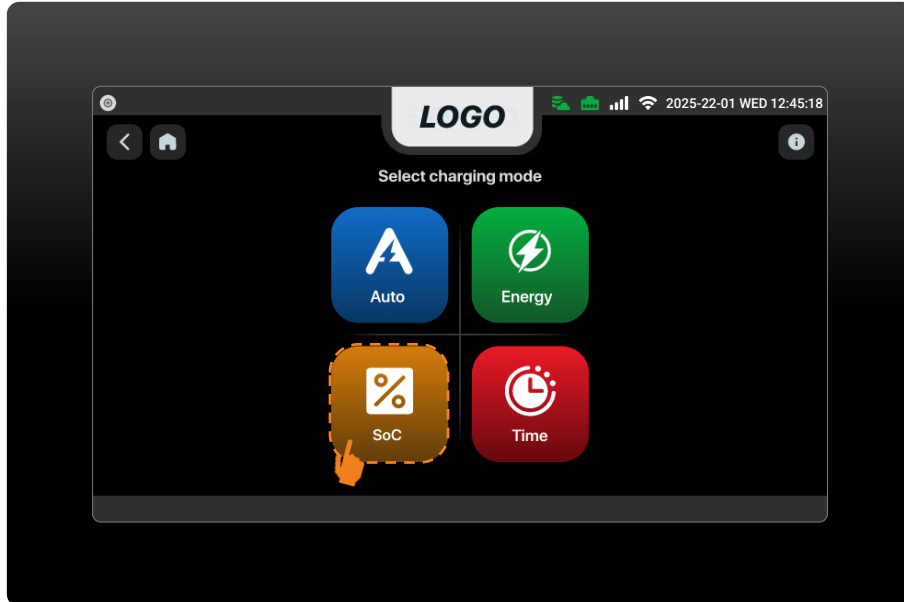 LOGO
2025-22-01 WED 12:45:18
Select charging mode
Auto
Energy
SoC
Time